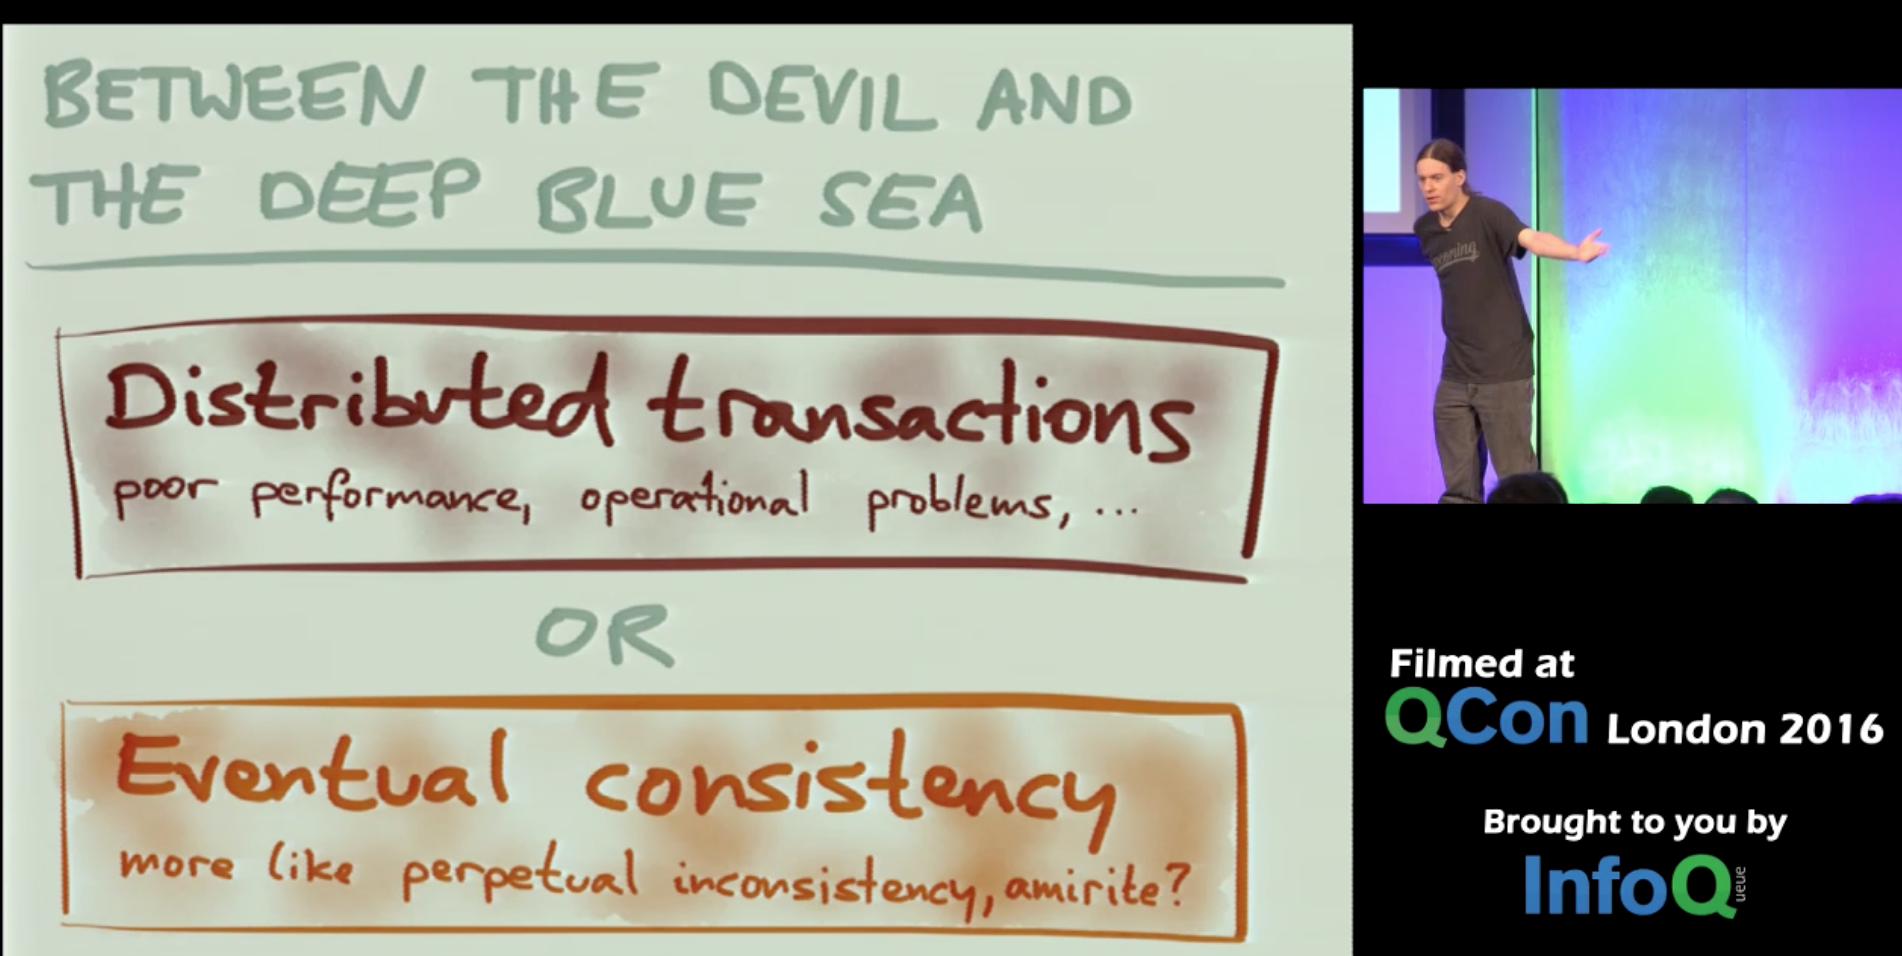 BETWEEN THE DEVIL AND
THE DEEP BLUE SEA
Distributed transactions
poor performance, operational problems, ...
OR
Eventual consistency
more like perpetual inconsistency, amirite?
Filmed at
QCon London 2016
Brought to you by
InfoQ
ueue